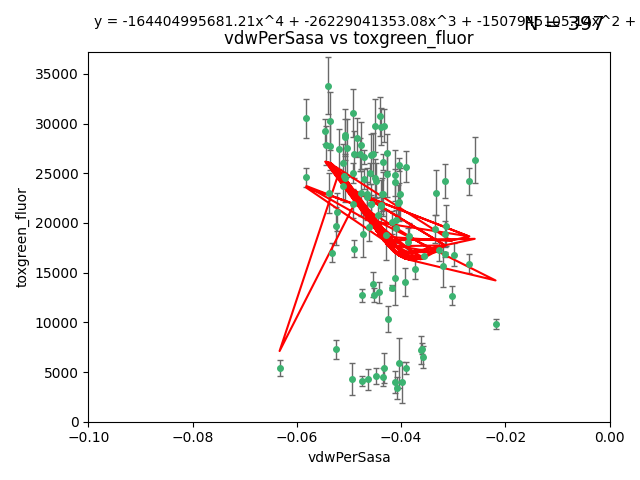 y = -164404995681.21x^4 + -26229041353.08x^3 + x^2 +
N = 397
vdwPerSasa vs toxgreen_fluor
toxgreen_fluor
35000
30000
25000
20000
15000
10000
5000
0
−0.10 −0.08 −0.06 −0.04 −0.02 0.00
vdwPerSasa